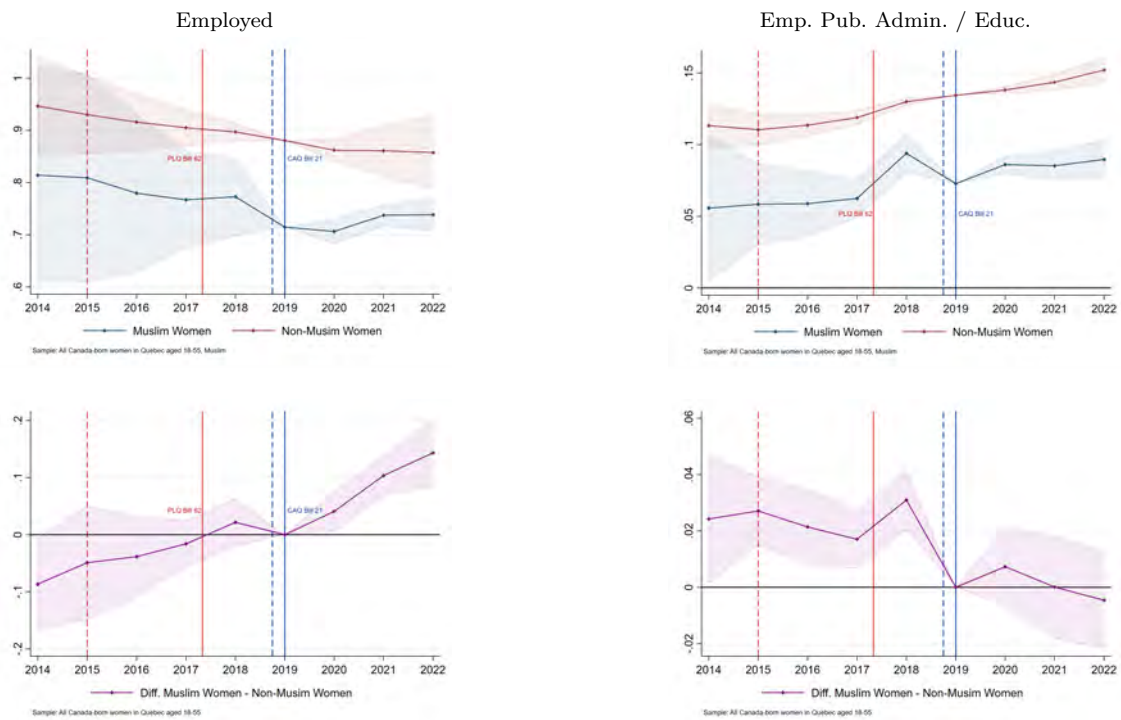 Employed
Emp. Pub. Admin. / Educ.
1
.9
.8
.7
.6
PLQ Bill 62
CAQ Bill 21
2014 2015 2016 2017 2018 2019 2020 2021 2022
Muslim Women
Non-Musim Women
Sample: All Canada-born women in Quebec aged 18-55, Muslim
.15
.1
.05
0
PLQ Bill 62
CAQ Bill 21
2014 2015 2016 2017 2018 2019 2020 2021 2022
Muslim Women
Non-Musim Women
Sample: All Canada-born women in Quebec aged 18-55, Muslim
.2
.1
0
-.1
-.2
PLQ Bill 62
CAQ Bill 21
2014 2015 2016 2017 2018 2019 2020 2021 2022
Diff. Muslim Women - Non-Musim Women
Sample: All Canada-born women in Quebec aged 18-55
.06
.04
.02
0
-.02
2014 2015 2016 2017 2018 2019 2020 2021 2022
Diff. Muslim Women - Non-Musim Women
Sample: All Canada-born women in Quebec aged 18-55